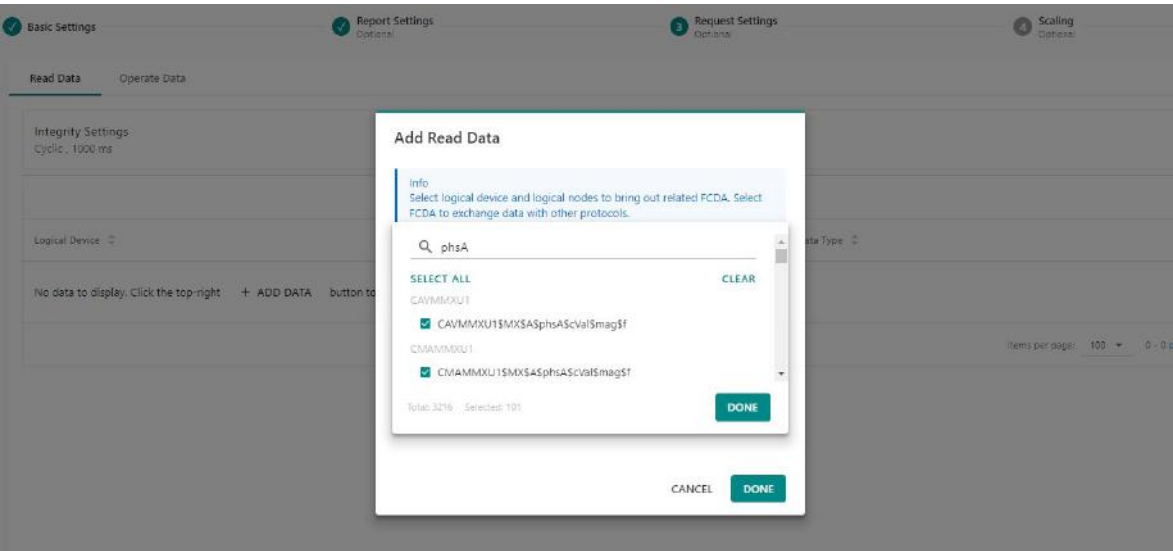 Basic Settings
Report Settings
Optional
3
Request Settings
Optional
4
Scaling
Optional
Read Data
Operate Data
Integrity Settings
Cyclic , 1000 ms
Add Read Data
Info
Select logical device and logical nodes to bring out related FCDA. Select
FCDA to exchange data with other protocols.
Logical Device
ata Type
phsA
SELECT ALL
CLEAR
CAVMMXU1
CAVMMXU1$MX$A$phsA$cVal$mag$f
CMAMMXU1
CMAMMXU1$MX$A$phsA$cVal$mag$f
No data to display. Click the top-right + ADD DATA button to
Items per page: 100
0 - 0
Total: 3216 Selected: 101
DONE
CANCEL
DONE